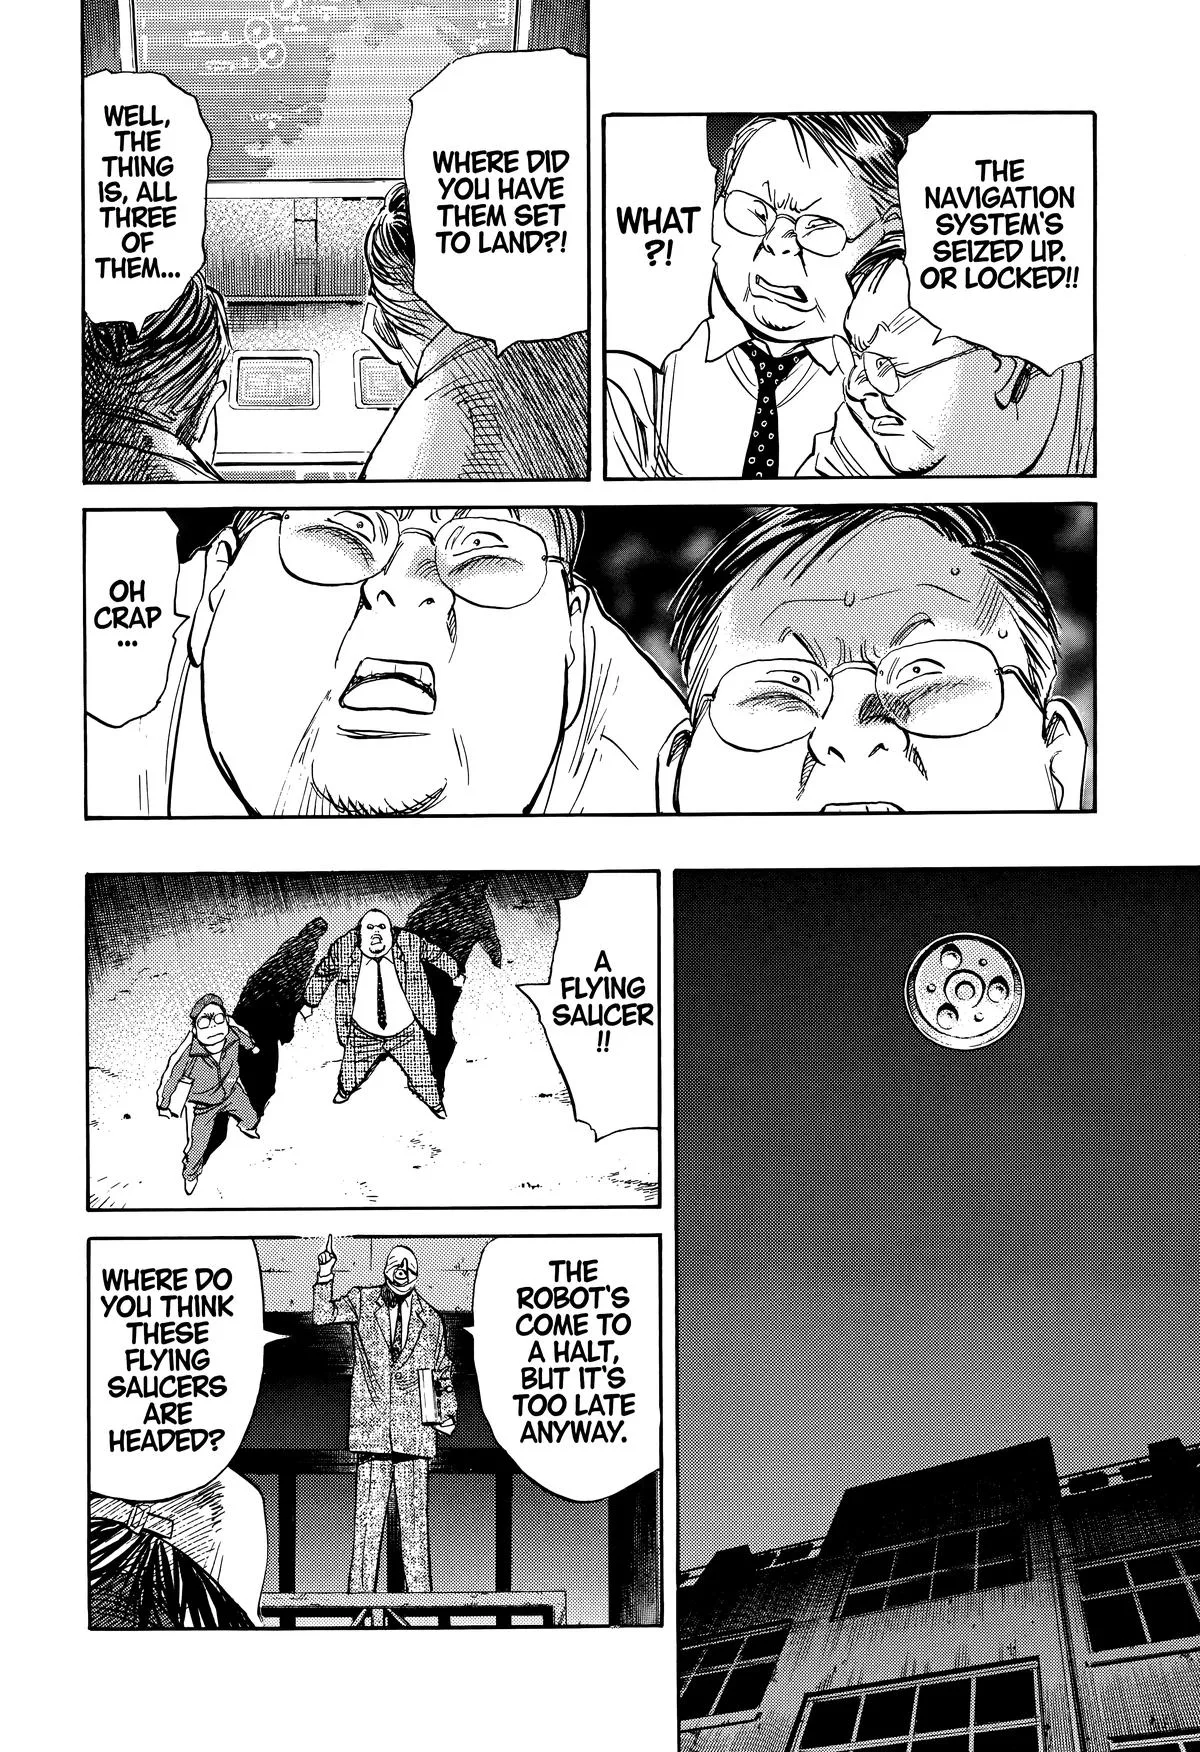 THE
NAVIGATION
SYSTEM'S
SEIZED UP.
OR LOCKED!!
WHAT
?!
WHERE DID
YOU HAVE
THEM SET
TO LAND?!
WELL,
THE
THING
IS, ALL
THREE
OF
THEM...
OH
CRAP
...
A
FLYING
SAUCER
!!
THE
ROBOT'S
COME TO
A HALT,
BUT IT'S
TOO LATE
ANYWAY.
WHERE DO
YOU THINK
THESE
FLYING
SAUCERS
ARE
HEADED?